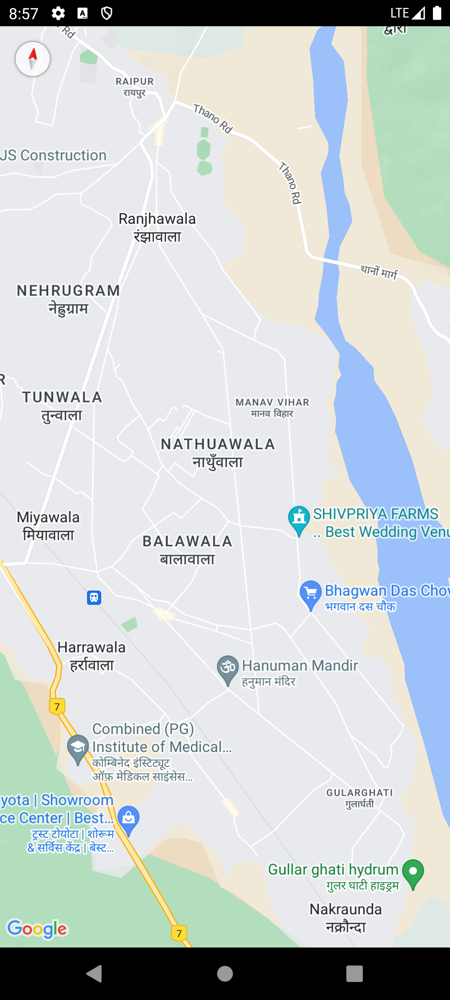 8:57
LTE
Rd
द्वारा
RAIPUR
रायपुर
Thano Rd
JS Construction
Thano Rd
Ranjhawala
रंझावाला
थानों मार्ग
NEHRUGRAM
नेह्रुग्राम
R
TUNWALA
तुन्वाला
MANAV VIHAR
मानव विहार
NATHUAWALA
नाथुँवाला
Miyawala
मियावाला
SHIVPRIYA FARMS
.. Best Wedding Venu
BALAWALA
बालावाला
Bhagwan Das Chow
भगवान दस चौक
Harrawala
हर्रावाला
Hanuman Mandir
हनुमान मंदिर
7
Combined (PG)
Institute of Medical...
कोम्बिनेद इंस्टिट्यूट
ऑफ़ मेडिकल साइंसेस...
GULARGHATI
गुलार्घती
oyota | Showroom
ce Center | Best...
ट्रस्ट टोयोटा | शोरूम
& सर्विस केंद्र | बेस्ट...
Gullar ghati hydrum
गुलर घाटी हाइड्रम
Nakraunda
नक्रौन्दा
Google
7